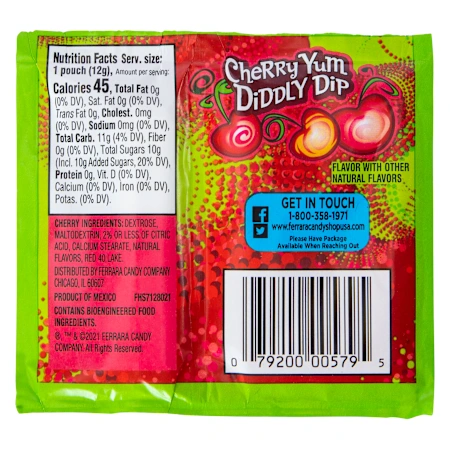 Nutrition Facts Serv. size:
1 pouch (12g), Amount per serving:
Calories 45, Total Fat 0g
(0% DV), Sat. Fat 0g (0% DV),
Trans Fat 0g, Cholest. 0mg
(0% DV), Sodium 0mg (0% DV),
Total Carb. 11g (4% DV), Fiber
0g (0% DV), Total Sugars 10g
(Incl. 10g Added Sugars, 20% DV),
Protein 0g, Vit. D (0% DV),
Calcium (0% DV), Iron (0% DV),
Potas. (0% DV).
CHERRY INGREDIENTS: DEXTROSE,
MALTODEXTRIN, 2% OR LESS OF CITRIC
ACID, CALCIUM STEARATE, NATURAL
FLAVORS, RED 40 LAKE.
DISTRIBUTED BY FERRARA CANDY COMPANY
CHICAGO, IL 60607
PRODUCT OF MEXICO FHS7128021
CONTAINS BIOENGINEERED FOOD
INGREDIENTS.
®, ™ & ©2021 FERRARA CANDY
COMPANY. All Rights Reserved.
CHERRY YUM
DIDDLY DIP
FLAVOR WITH OTHER
NATURAL FLAVORS
GET IN TOUCH
1-800-358-1971
www.ferraracandyshopusa.com
Please Have Package
Available When Reaching Out
0 79200 00579 5